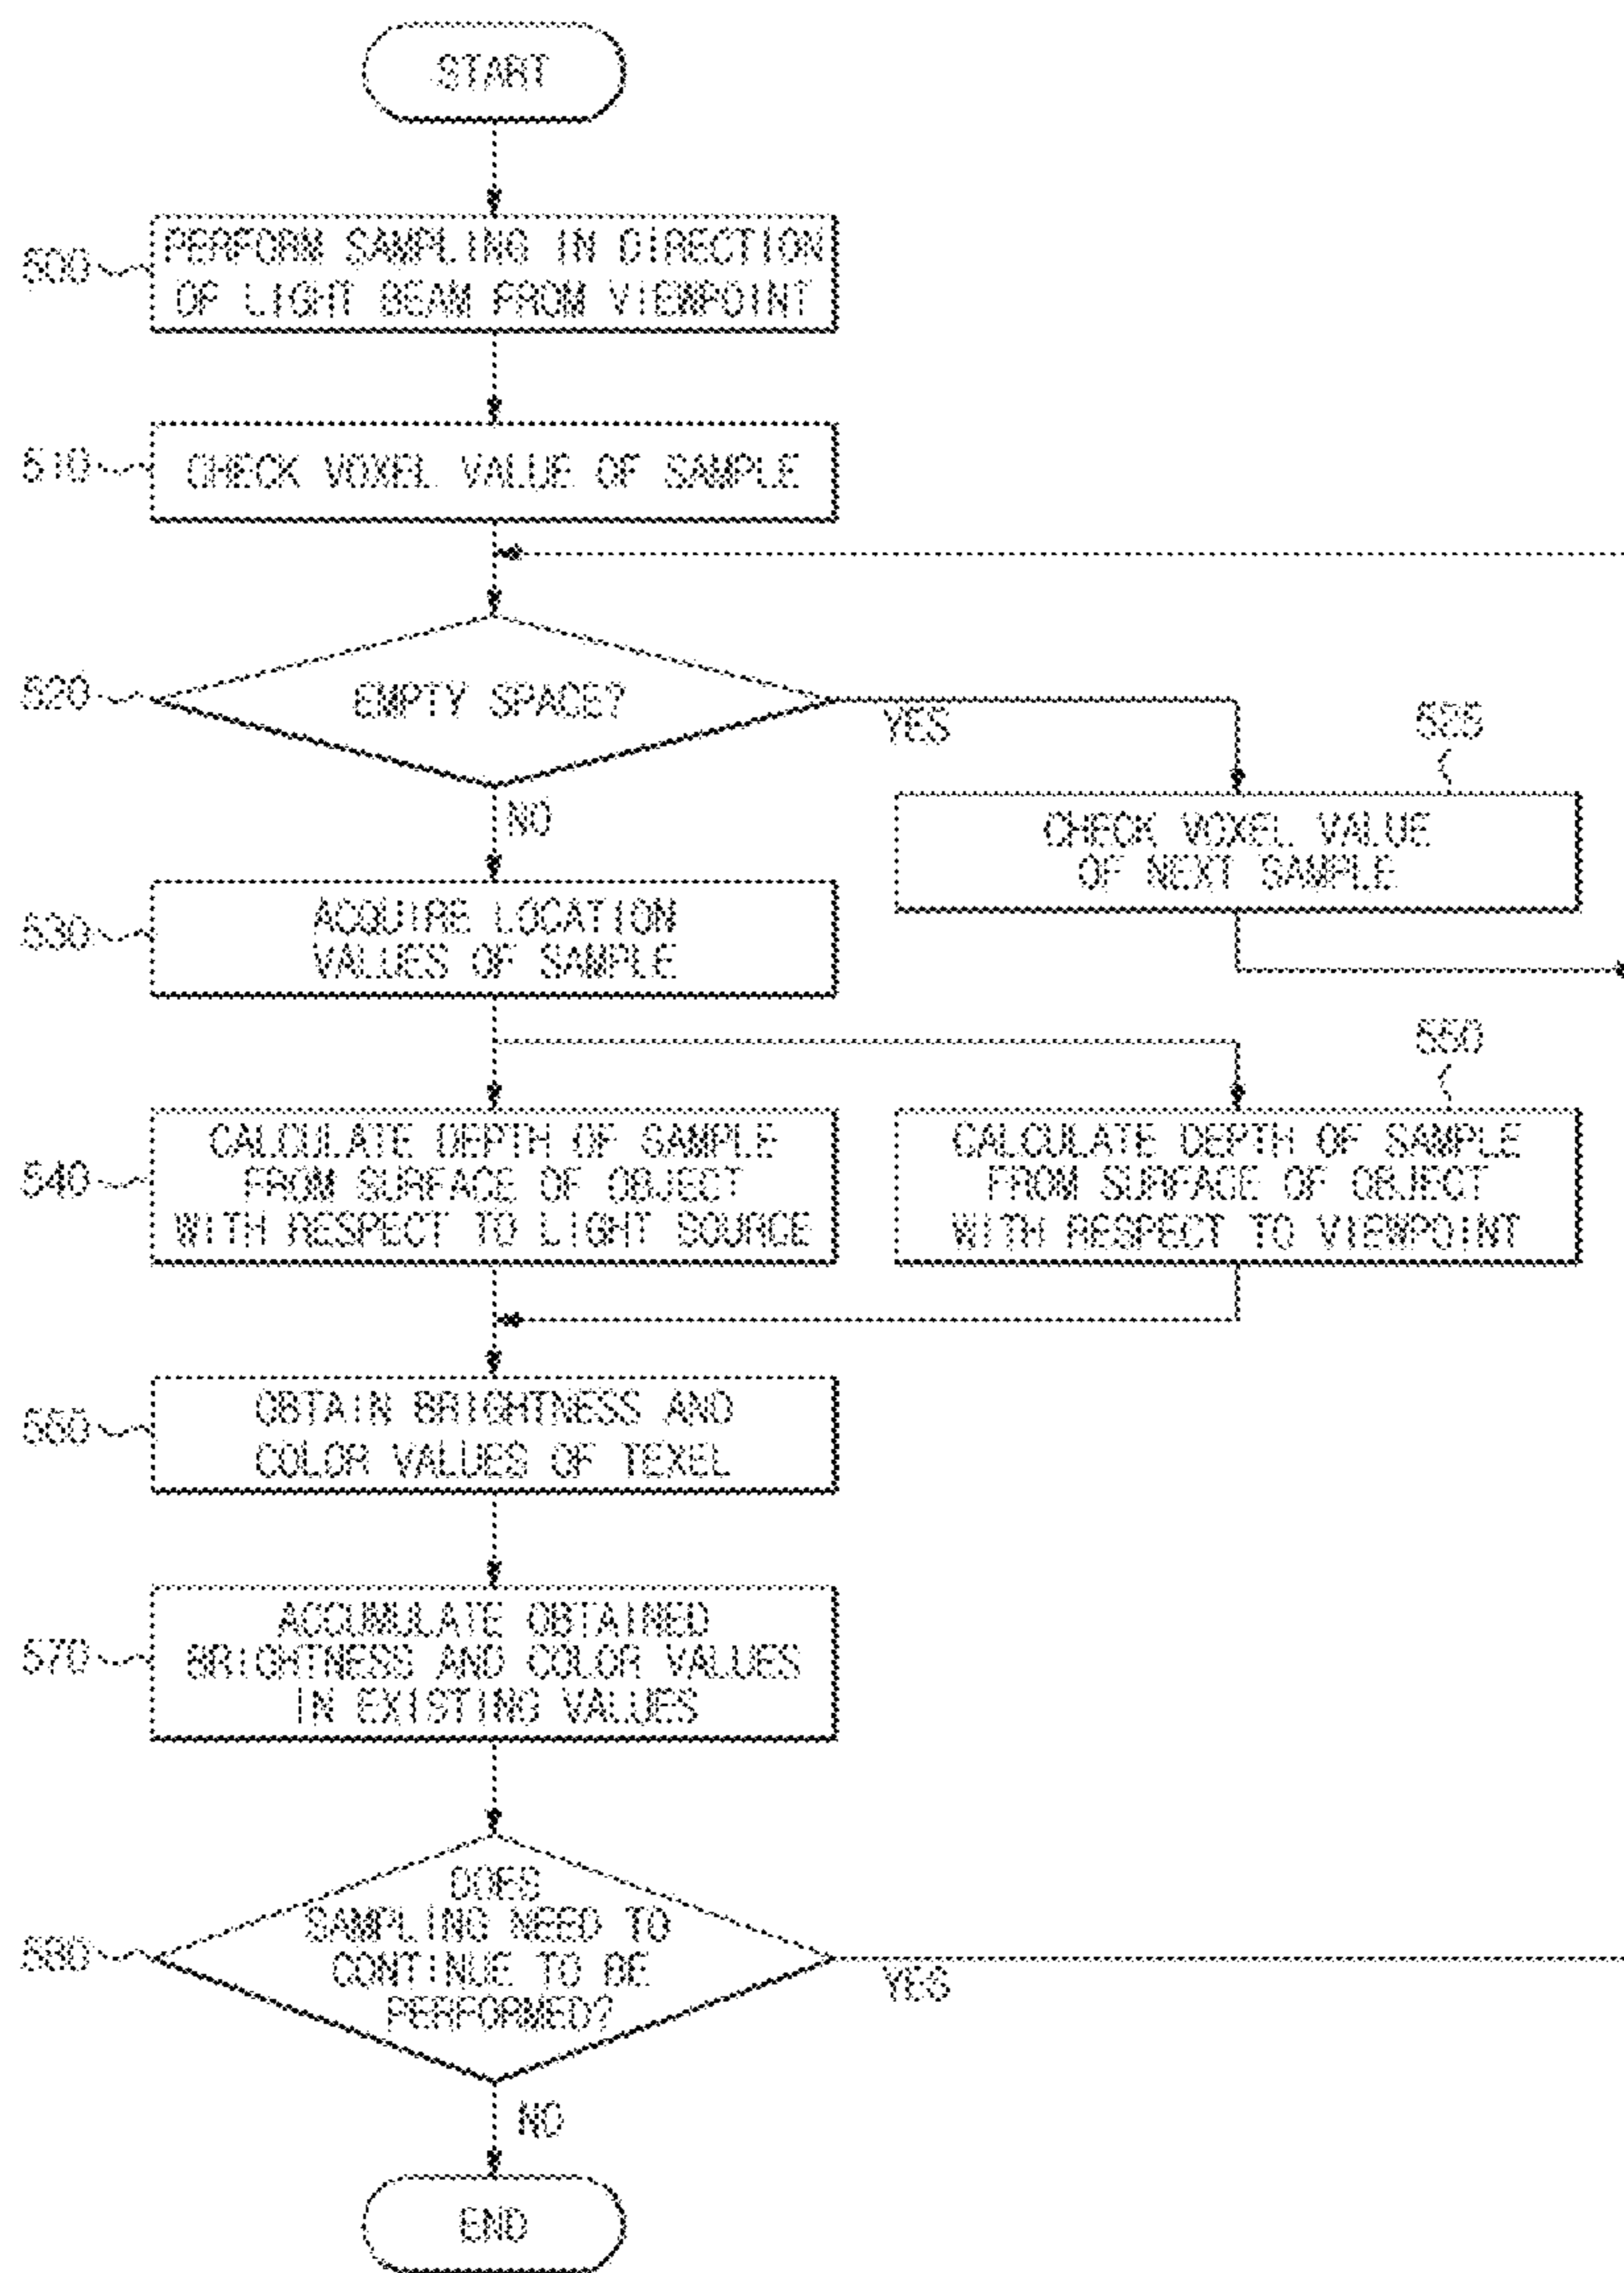 START
500
PERFORM SAMPLING IN DIRECTION
OF LIGHT BEAM FROM VIEWPOINT
510
CHECK VOXEL VALUE OF SAMPLE
520
EMPTY SPACE?
YES
525
NO
CHECK VOXEL VALUE
OF NEXT SAMPLE
530
ACQUIRE LOCATION
VALUES OF SAMPLE
550
540
CALCULATE DEPTH OF SAMPLE
FROM SURFACE OF OBJECT
WITH RESPECT TO LIGHT SOURCE
CALCULATE DEPTH OF SAMPLE
FROM SURFACE OF OBJECT
WITH RESPECT TO VIEWPOINT
560
OBTAIN BRIGHTNESS AND
COLOR VALUES OF TEXEL
570
ACCUMULATE OBTAINED
BRIGHTNESS AND COLOR VALUES
IN EXISTING VALUES
580
DOES
SAMPLING NEED TO
CONTINUE TO BE
PERFORMED?
YES
NO
END